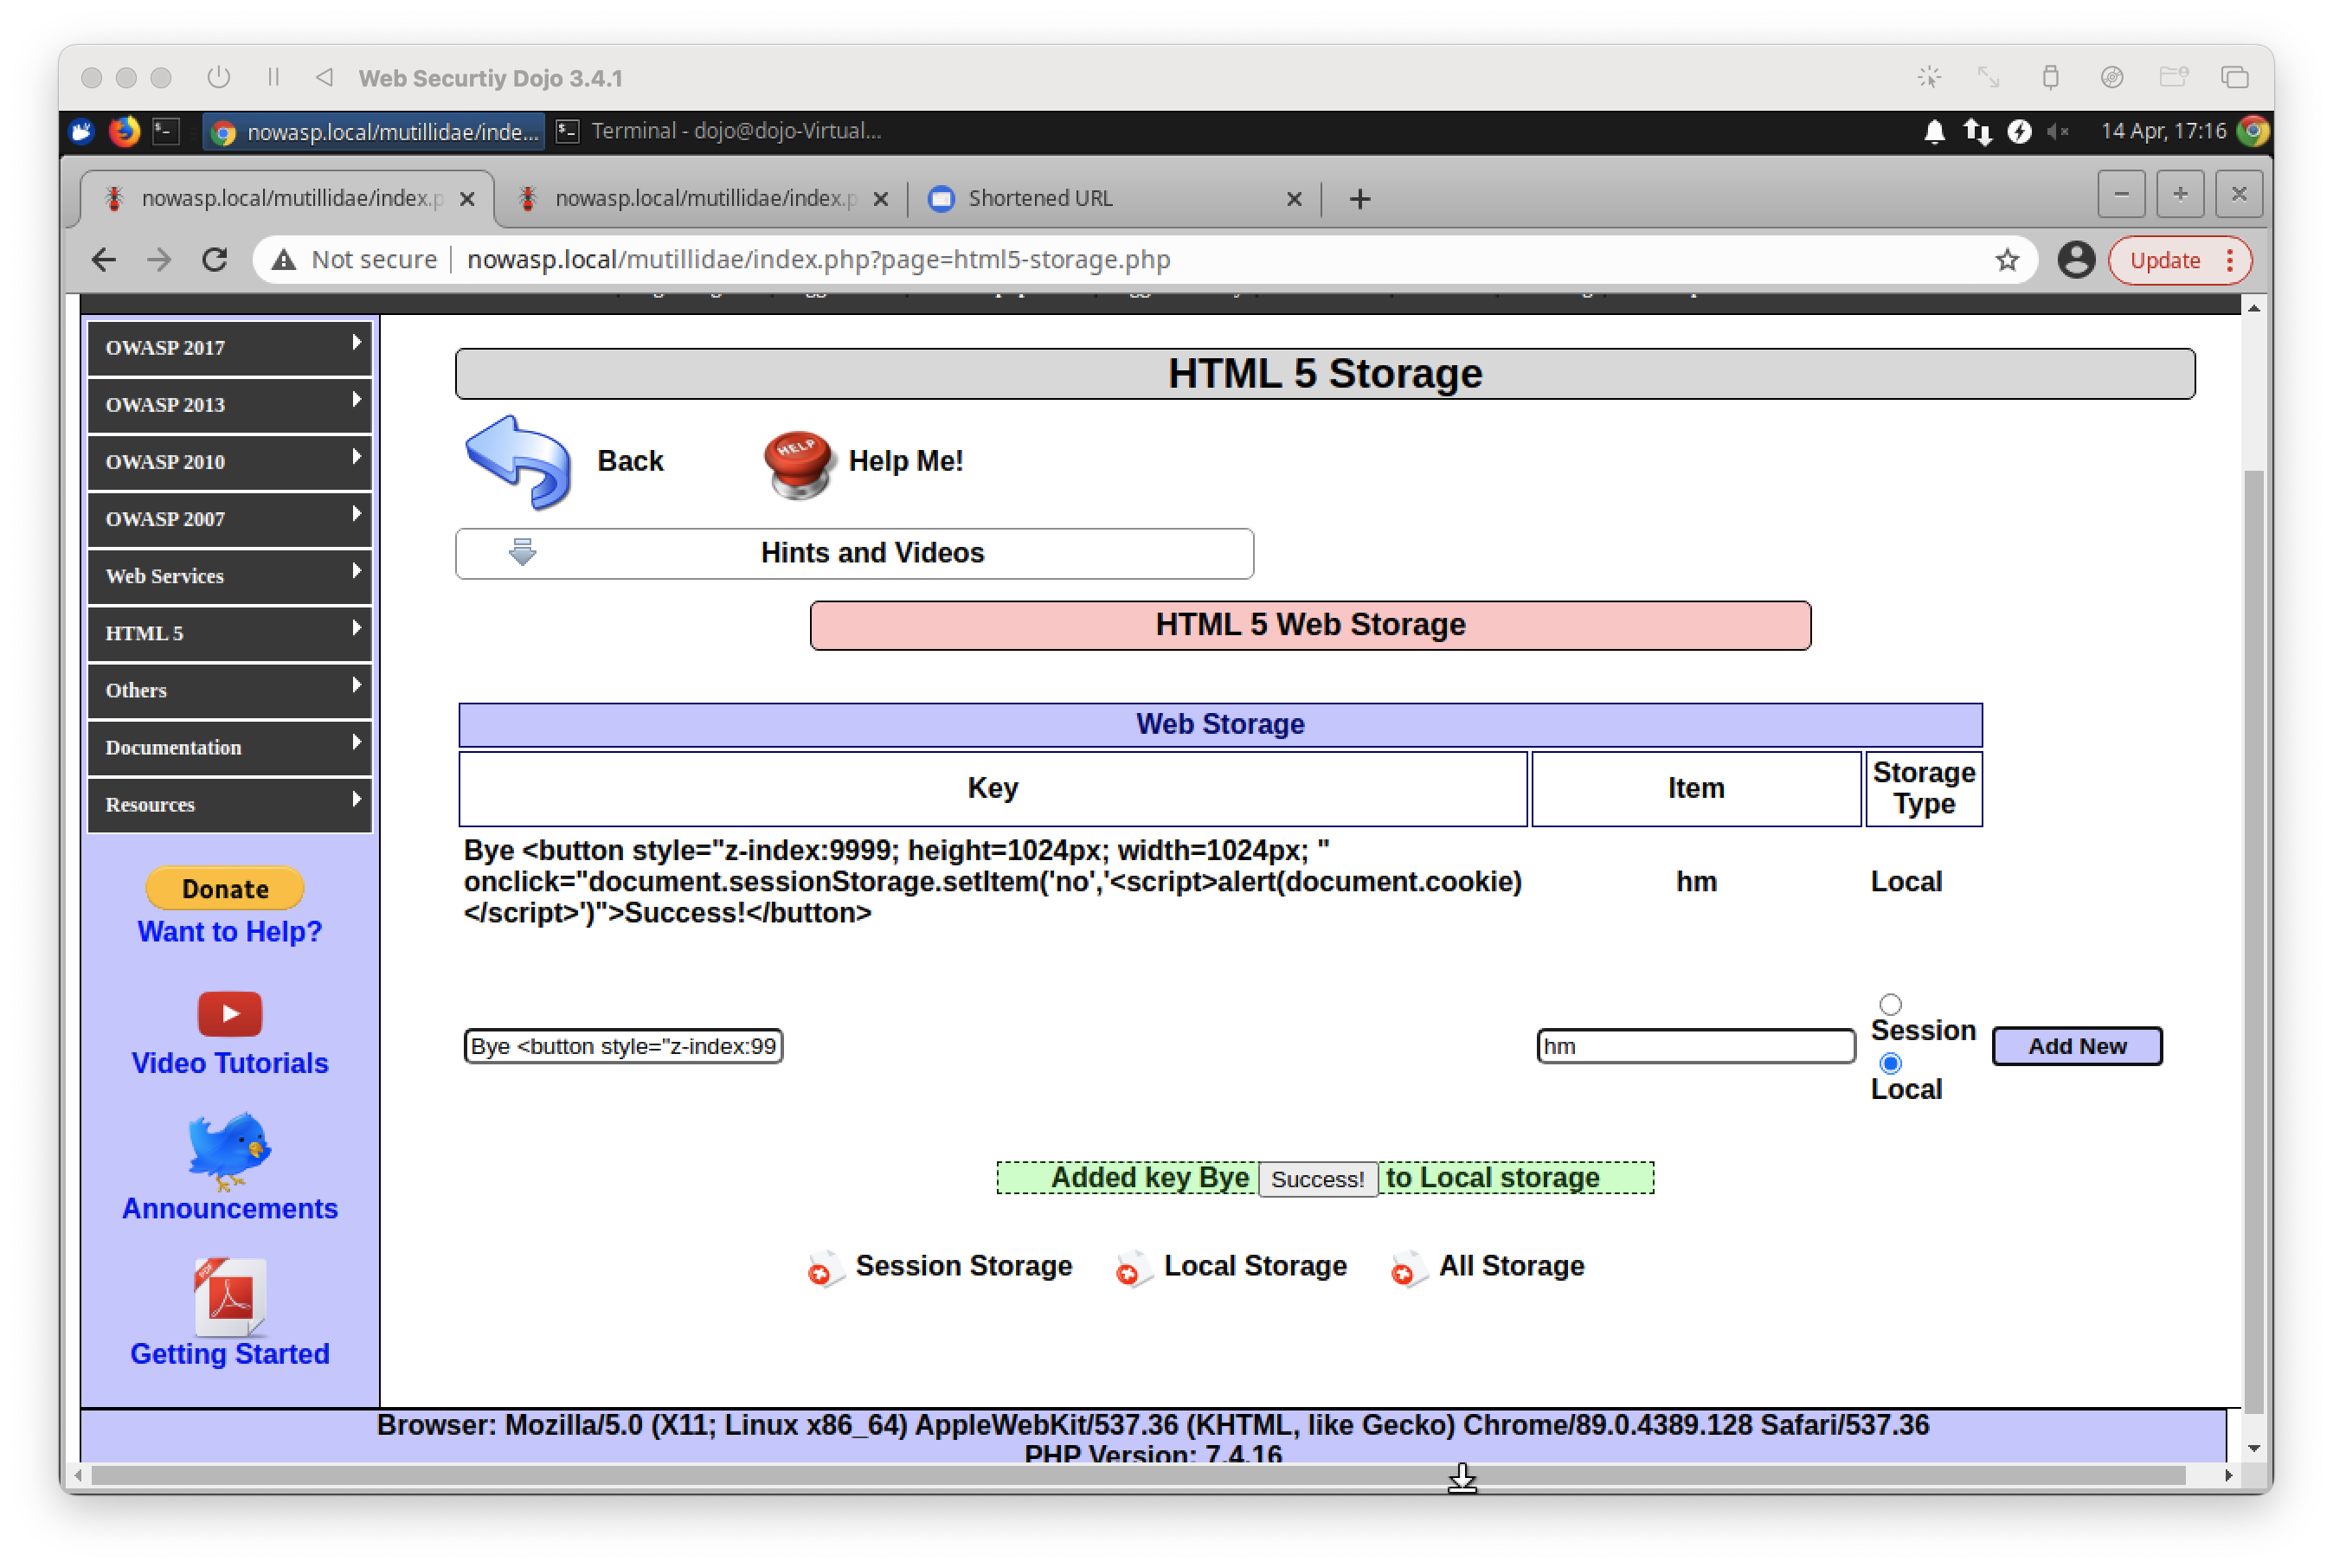 Web Securtiy Dojo 3.4.1
nowasp.local/mutillidae/inde...
Terminal - dojo@dojo-Virtual...
14 Apr, 17:16
nowasp.local/mutillidae/index.p
nowasp.local/mutillidae/index.p
Shortened URL
Not secure
nowasp.local/mutillidae/index.php?page=html5-storage.php
Update
OWASP 2017
OWASP 2013
OWASP 2010
OWASP 2007
Web Services
HTML 5
Others
Documentation
Resources
Donate
Want to Help?
Video Tutorials
Announcements
PDF
Getting Started
HTML 5 Storage
Back
HELP
Help Me!
Hints and Videos
HTML 5 Web Storage
Web Storage
Key
Item
Storage
Type
Bye <button style="z-index:9999; height=1024px; width=1024px; "
onclick="document.sessionStorage.setItem('no','<script>alert(document.cookie)
</script>')">Success!</button>
hm
Local
Bye <button style="z-index:99
hm
Session
Local
Add New
Added key Bye Success! to Local storage
Session Storage
Local Storage
All Storage
Browser: Mozilla/5.0 (X11; Linux x86_64) AppleWebKit/537.36 (KHTML, like Gecko) Chrome/89.0.4389.128 Safari/537.36
PHP Version: 7.4.16